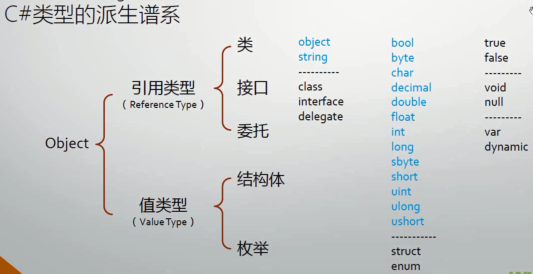 C#类型的派生谱系
Object
引用类型
( Reference Type )
类
接口
委托
值类型
( Value Type )
结构体
枚举
object
string
----------
class
interface
delegate
bool
byte
char
decimal
double
float
int
long
sbyte
short
uint
ulong
ushort
-----------
struct
enum
true
false
---------
void
null
---------
var
dynamic